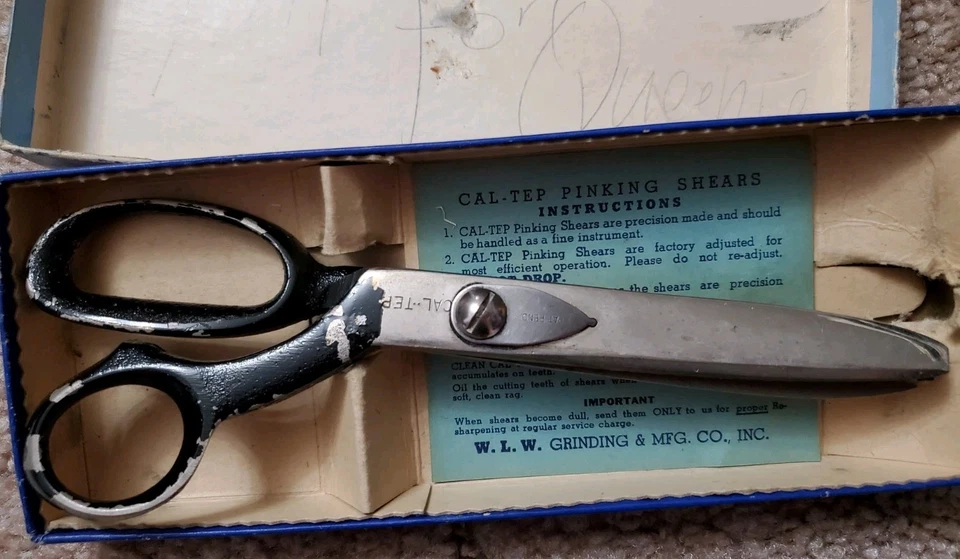 For
Queenie
CAL-TEP PINKING SHEARS
INSTRUCTIONS
1. CAL-TEP Pinking Shears are precision made and should
be handled as a fine instrument.
2. CAL-TEP Pinking Shears are factory adjusted for
most efficient operation. Please do not re-adjust.
DROP.
the shears are precision
CAL-TEP
CLEAN CAL-
accumulates on teeth.
Oil the cutting teeth of shears
soft, clean rag.
IMPORTANT
When shears become dull, send them ONLY to us for proper Re-
sharpening at regular service charge.
W. L. W. GRINDING & MFG. CO., INC.